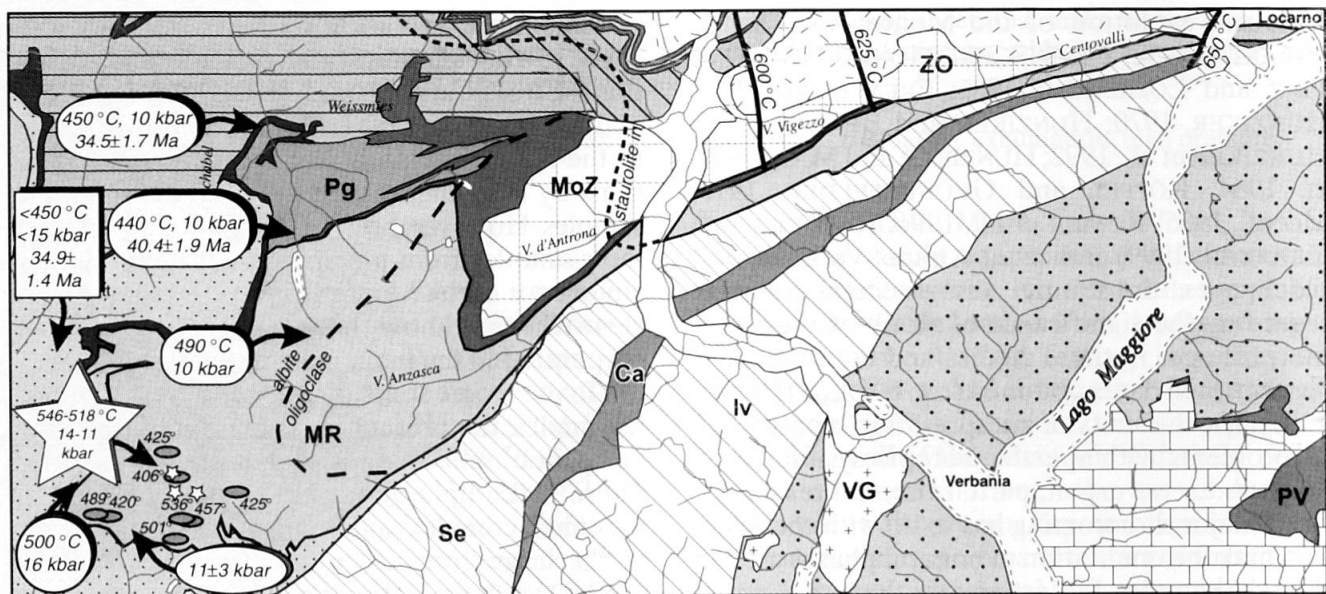 Locarno
650°C
Centovalli
ZO
625°C
600°C
V. Vigezzo
Weissmies
450°C, 10 kbar
34.5±1.7 Ma
chabel
Pg
MoZ
staurolite in
V. d'Antrona
<450°C
<15 kbar
34.9±
1.4 Ma
440°C, 10 kbar
40.4±1.9 Ma
490°C
10 kbar
albite
oligoclase
V. Anzasca
MR
Ca
Iv
Lago Maggiore
546-518°C
14-11
kbar
425°
406°
489°
420°
536°
457°
425°
501°
500°C
16 kbar
11±3 kbar
Se
VG
Verbania
PV